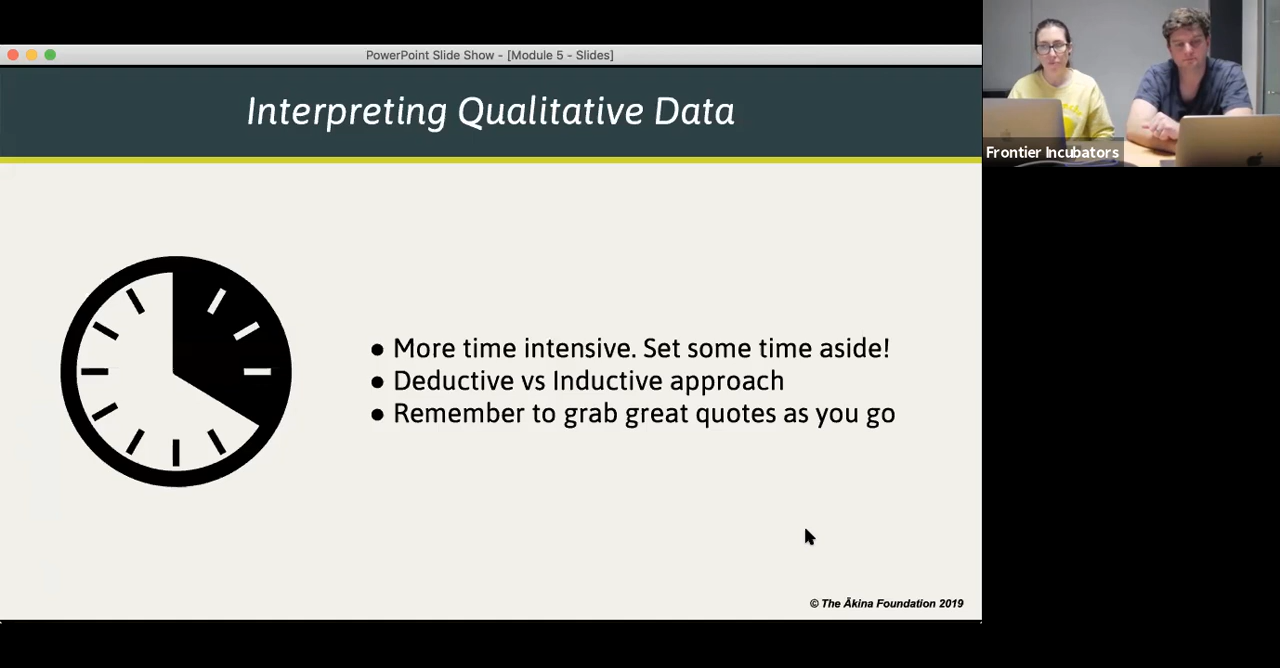 PowerPoint Slide Show - [Module 5 - Slides]
Interpreting Qualitative Data
● More time intensive. Set some time aside!
● Deductive vs Inductive approach
● Remember to grab great quotes as you go
© The Ākina Foundation 2019
Frontier Incubators